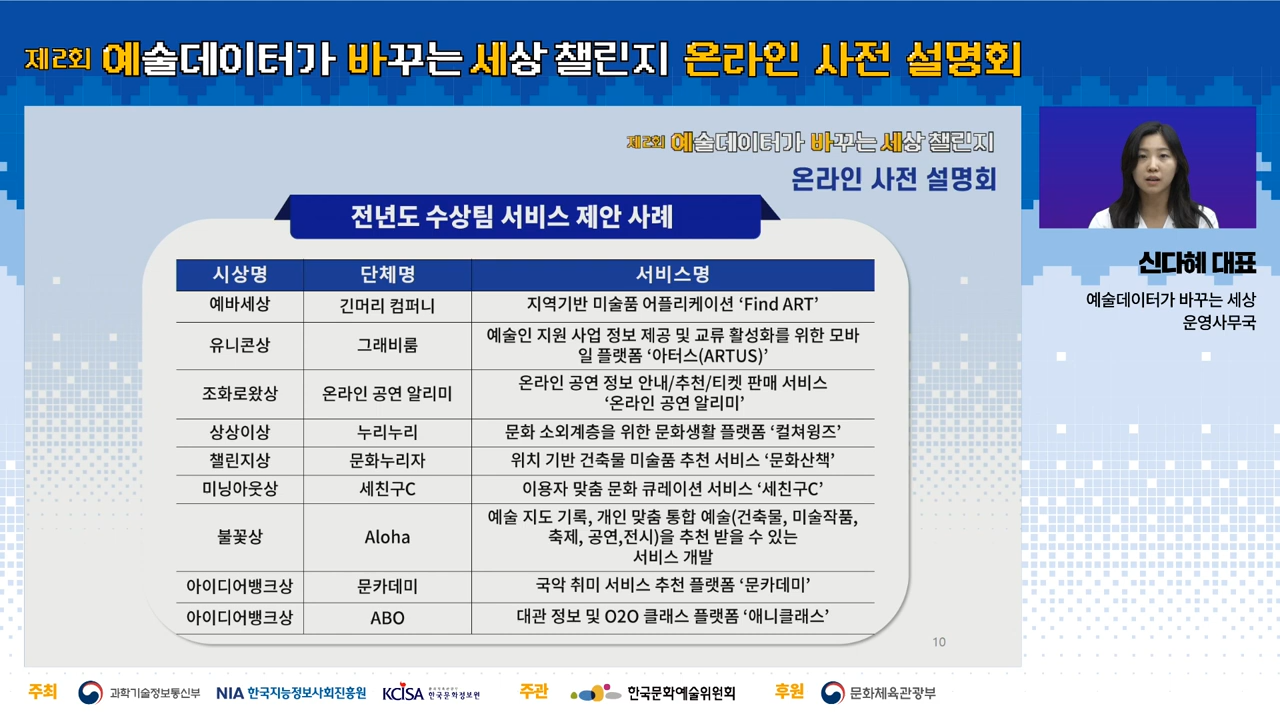 제2회 예술데이터가 바꾸는 세상 챌린지 온라인 사전 설명회
제2회 예술데이터가 바꾸는 세상 챌린지
온라인 사전 설명회
전년도 수상팀 서비스 제안 사례
시상명 단체명 서비스명
예바세상 긴머리 컴퍼니 지역기반 미술품 어플리케이션 ‘Find ART’
유니콘상 그래비룸 예술인 지원 사업 정보 제공 및 교류 활성화를 위한 모바
일 플랫폼 ‘아터스(ARTUS)’
조화로왔상 온라인 공연 알리미 온라인 공연 정보 안내/추천/티켓 판매 서비스
‘온라인 공연 알리미’
상상이상 누리누리 문화 소외계층을 위한 문화생활 플랫폼 ‘컬쳐윙즈’
챌린지상 문화누리자 위치 기반 건축물 미술품 추천 서비스 ‘문화산책’
미닝아웃상 세친구C 이용자 맞춤 문화 큐레이션 서비스 ‘세친구C’
불꽃상 Aloha 예술 지도 기록, 개인 맞춤 통합 예술(건축물, 미술작품,
축제, 공연,전시)을 추천 받을 수 있는
서비스 개발
아이디어뱅크상 문카데미 국악 취미 서비스 추천 플랫폼 ‘문카데미’
아이디어뱅크상 ABO 대관 정보 및 O2O 클래스 플랫폼 ‘애니클래스’
10
신다혜 대표
예술데이터가 바꾸는 세상
운영사무국
주최 과학기술정보통신부 NIA 한국지능정보사회진흥원 KCISA 한국문화정보원 주관 한국문화예술위원회 후원 문화체육관광부